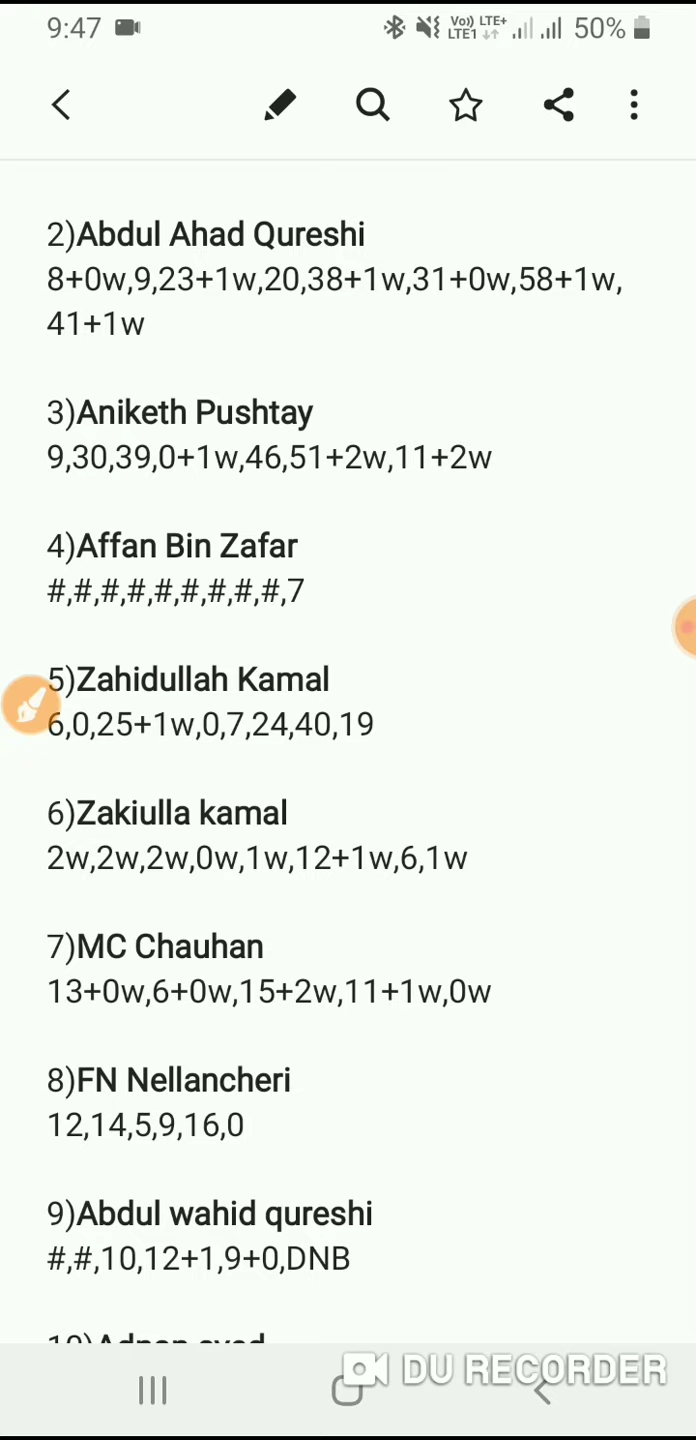 9:47
Vo)) LTE+
LTE1
50%
2)Abdul Ahad Qureshi
8+0w,9,23+1w,20,38+1w,31+0w,58+1w,
41+1w
3)Aniketh Pushtay
9,30,39,0+1w,46,51+2w,11+2w
4)Affan Bin Zafar
#,#,#,#,#,#,#,#,#,7
5)Zahidullah Kamal
6,0,25+1w,0,7,24,40,19
6)Zakiulla kamal
2w,2w,2w,0w,1w,12+1w,6,1w
7)MC Chauhan
13+0w,6+0w,15+2w,11+1w,0w
8)FN Nellancheri
12,14,5,9,16,0
9)Abdul wahid qureshi
#,#,10,12+1,9+0,DNB
DU RECORDER